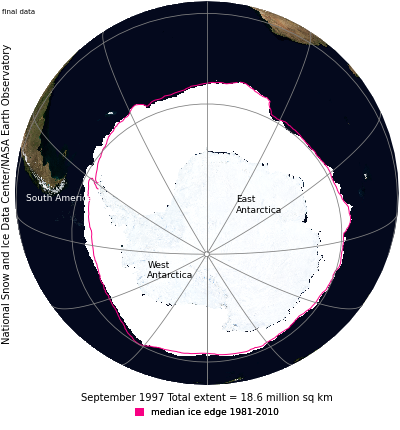 final data
National Snow and Ice Data Center/NASA Earth Observatory
South Americ
East
Antarctica
West
Antarctica
September 1997 Total extent = 18.6 million sq km
median ice edge 1981-2010